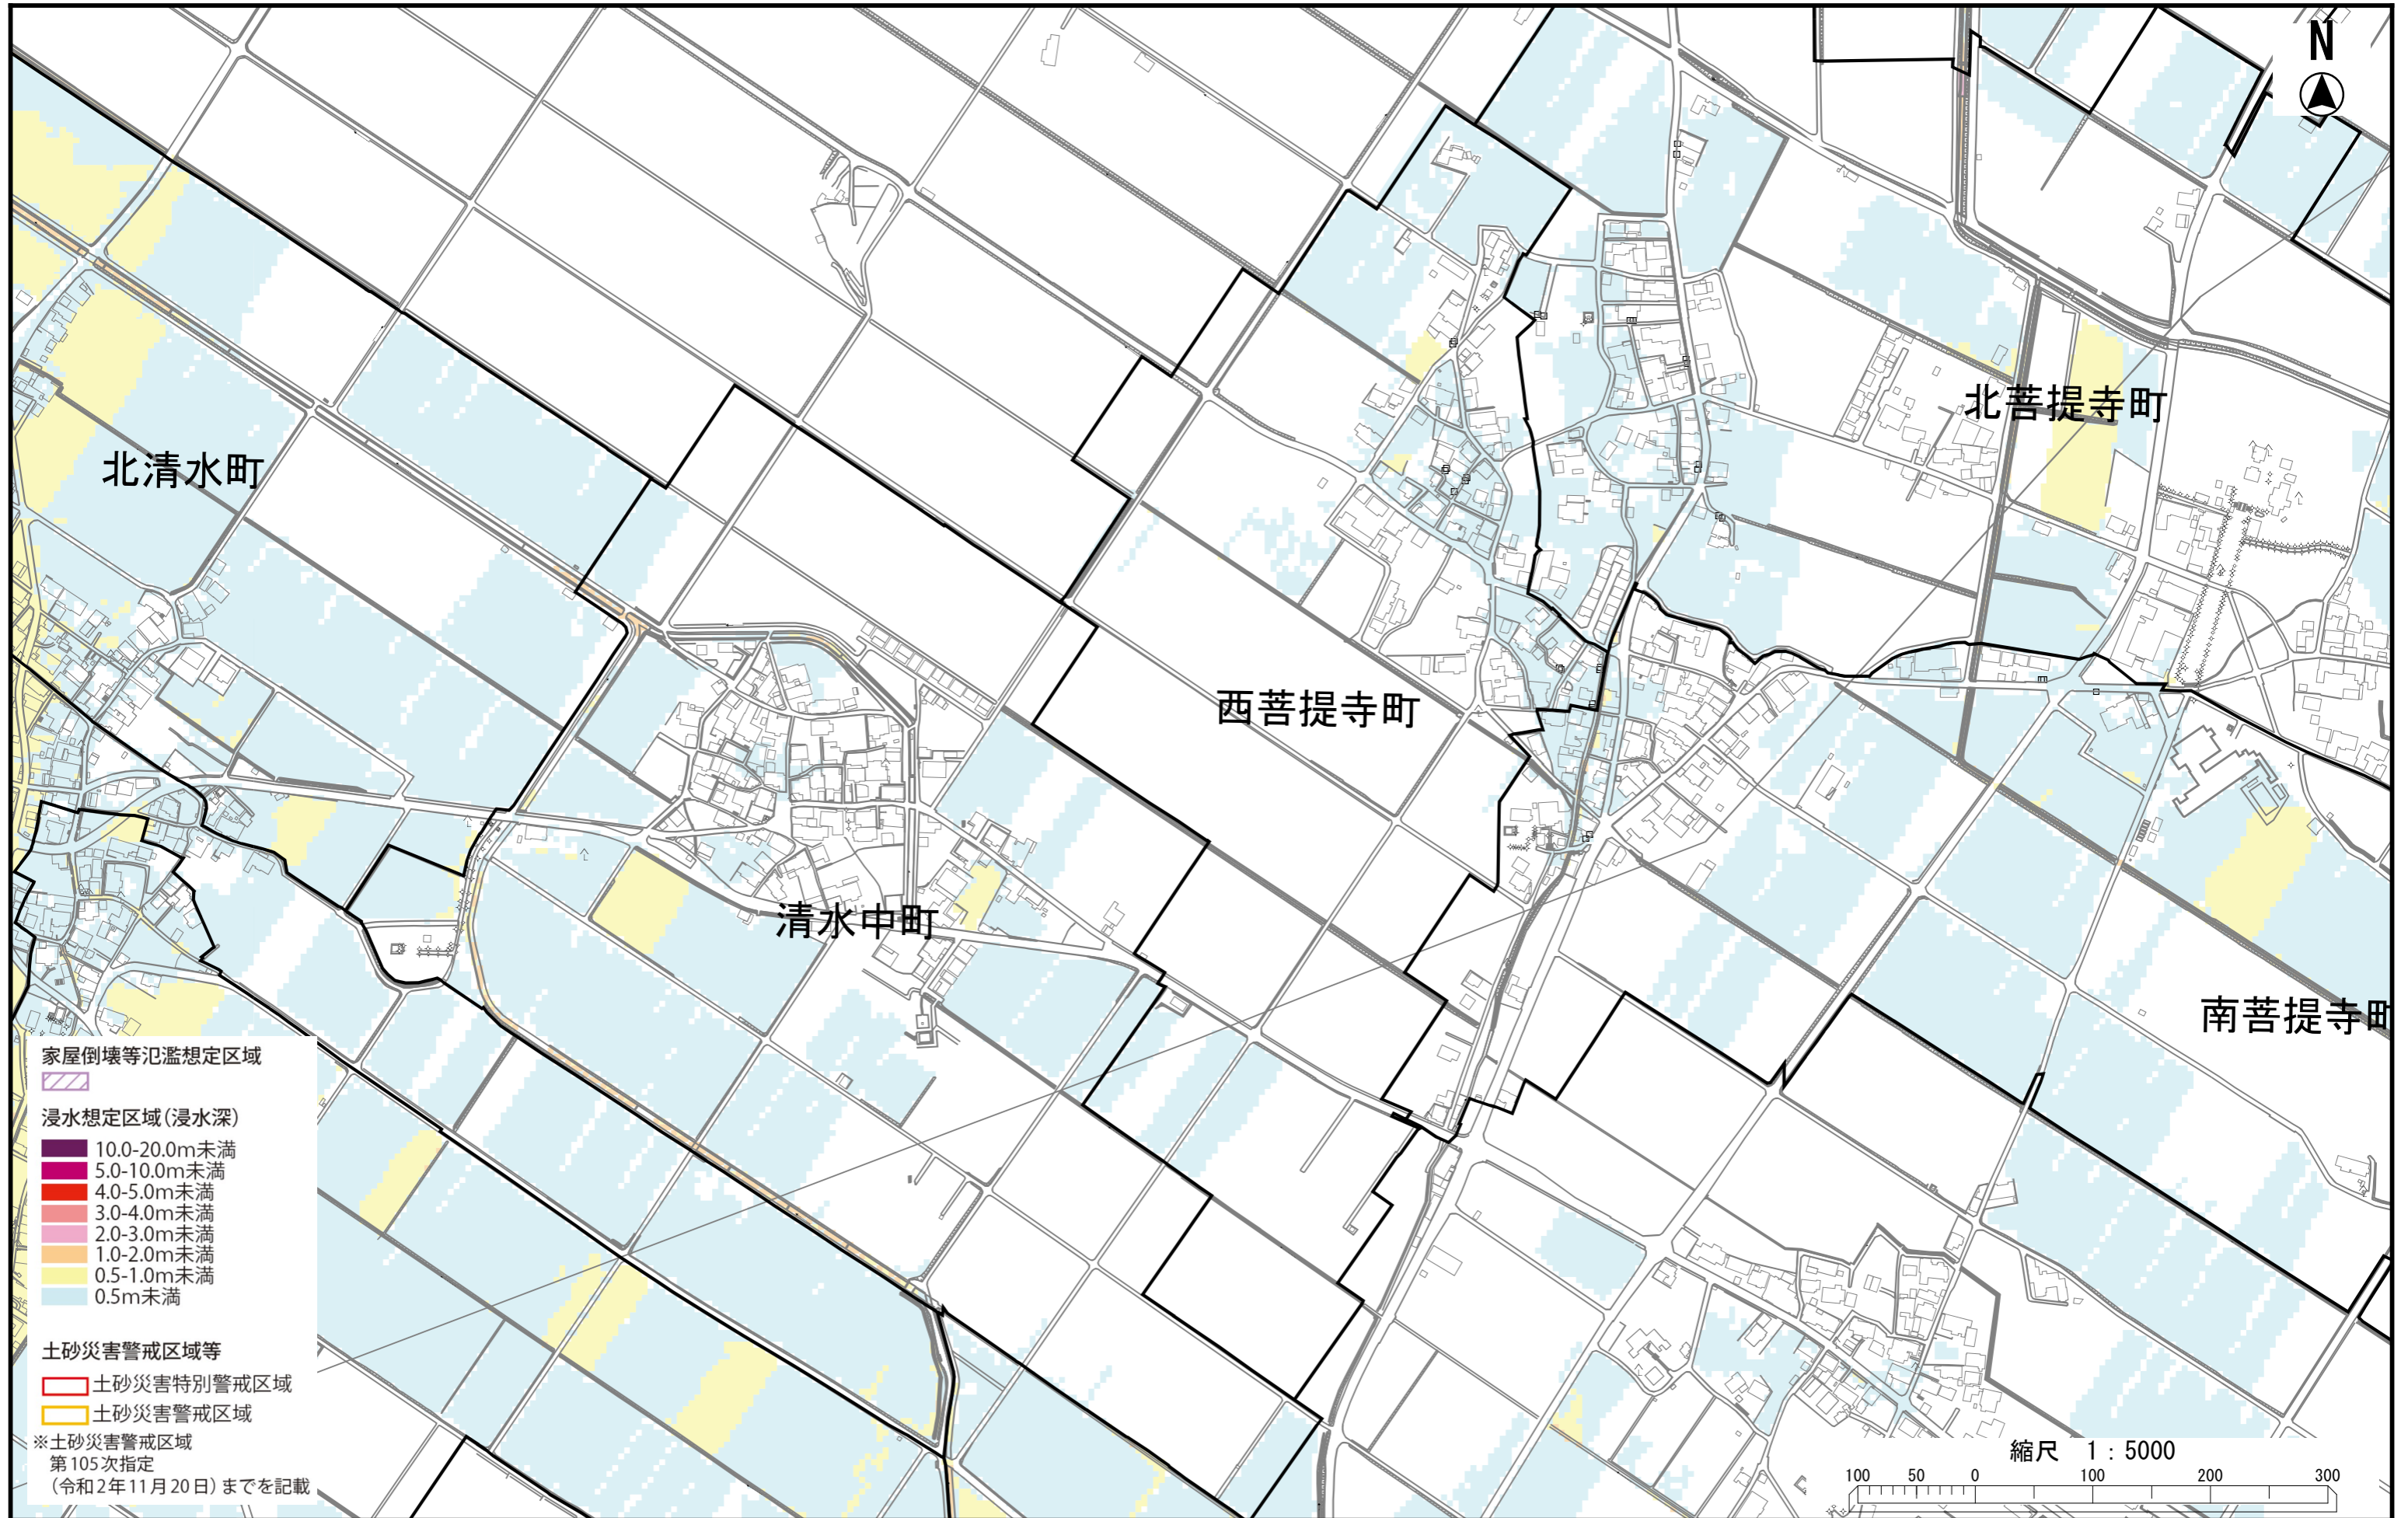 N
北菩提寺町
北清水町
西菩提寺町
清水中町
南菩提寺町
家屋倒壊等氾濫想定区域
浸水想定区域(浸水深)
10.0-20.0m未満
5.0-10.0m未満
4.0-5.0m未満
3.0-4.0m未満
2.0-3.0m未満
1.0-2.0m未満
0.5-1.0m未満
0.5m未満
土砂災害警戒区域等
土砂災害特別警戒区域
土砂災害警戒区域
※土砂災害警戒区域
第105次指定
(令和2年11月20日)までを記載
縮尺 1:5000
100 50 0 100 200 300